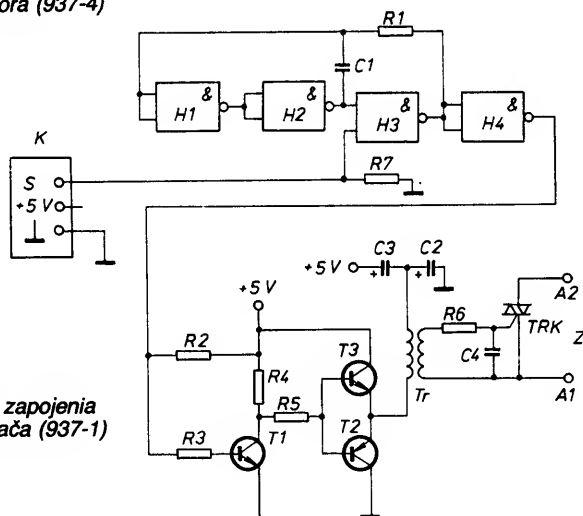 ora (937-4)
R1
C1
&
H1
&
H2
&
H3
&
H4
K
S
+5 V
R7
+5 V
C3
+
C2
+
A2
R6
TRK
Z
C4
Tr
A1
+5 V
R2
R4
T3
R5
zapojenia
ača (937-1)
R3
T1
T2